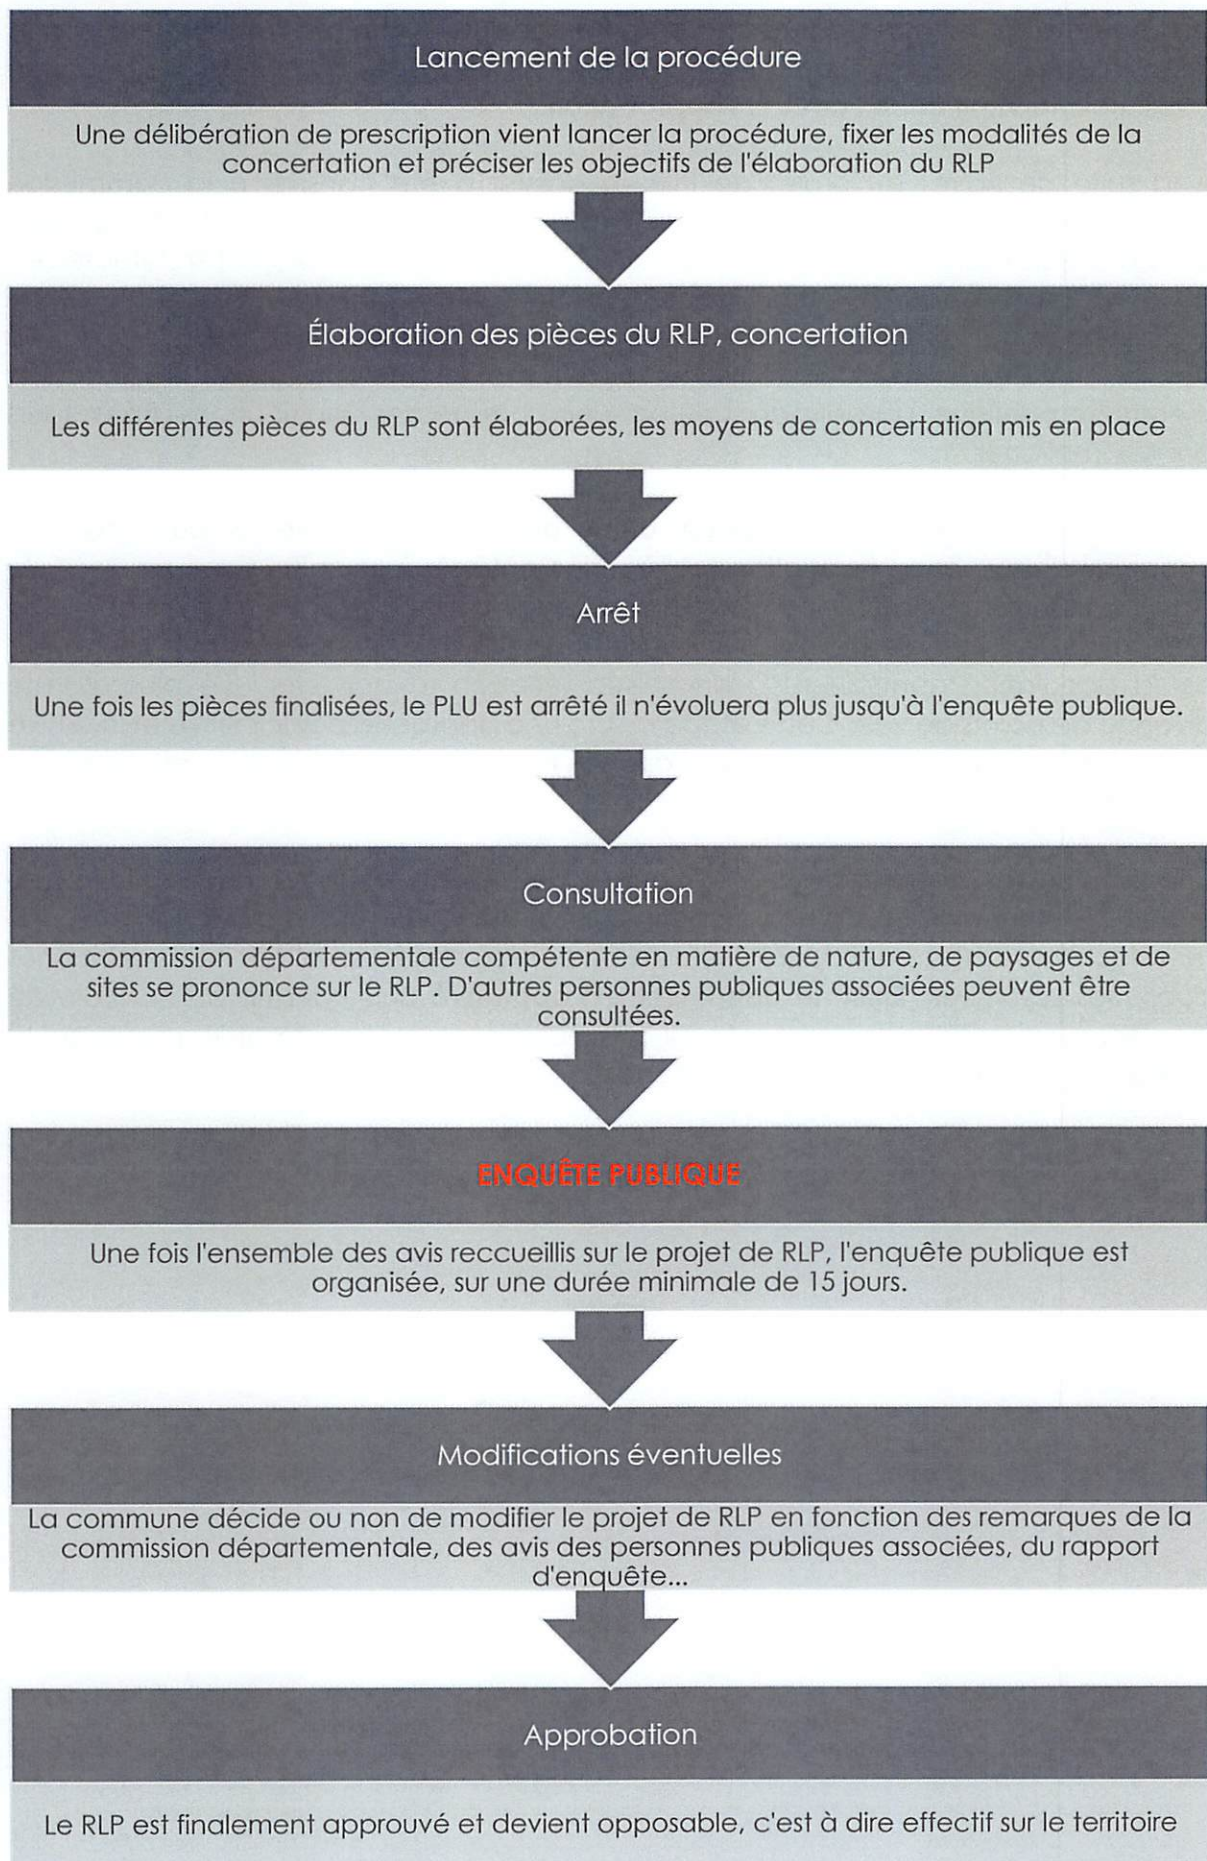 Lancement de la procédure
Une délibération de prescription vient lancer la procédure, fixer les modalités de la
concertation et préciser les objectifs de l'élaboration du RLP
Élaboration des pièces du RLP, concertation
Les différentes pièces du RLP sont élaborées, les moyens de concertation mis en place
Arrêt
Une fois les pièces finalisées, le PLU est arrêté il n'évoluera plus jusqu'à l'enquête publique.
Consultation
La commission départementale compétente en matière de nature, de paysages et de
sites se prononce sur le RLP. D'autres personnes publiques associées peuvent être
consultées.
ENQUÊTE PUBLIQUE
Une fois l'ensemble des avis reccueillis sur le projet de RLP, l'enquête publique est
organisée, sur une durée minimale de 15 jours.
Modifications éventuelles
La commune décide ou non de modifier le projet de RLP en fonction des remarques de la
commission départementale, des avis des personnes publiques associées, du rapport
d'enquête...
Approbation
Le RLP est finalement approuvé et devient opposable, c'est à dire effectif sur le territoire